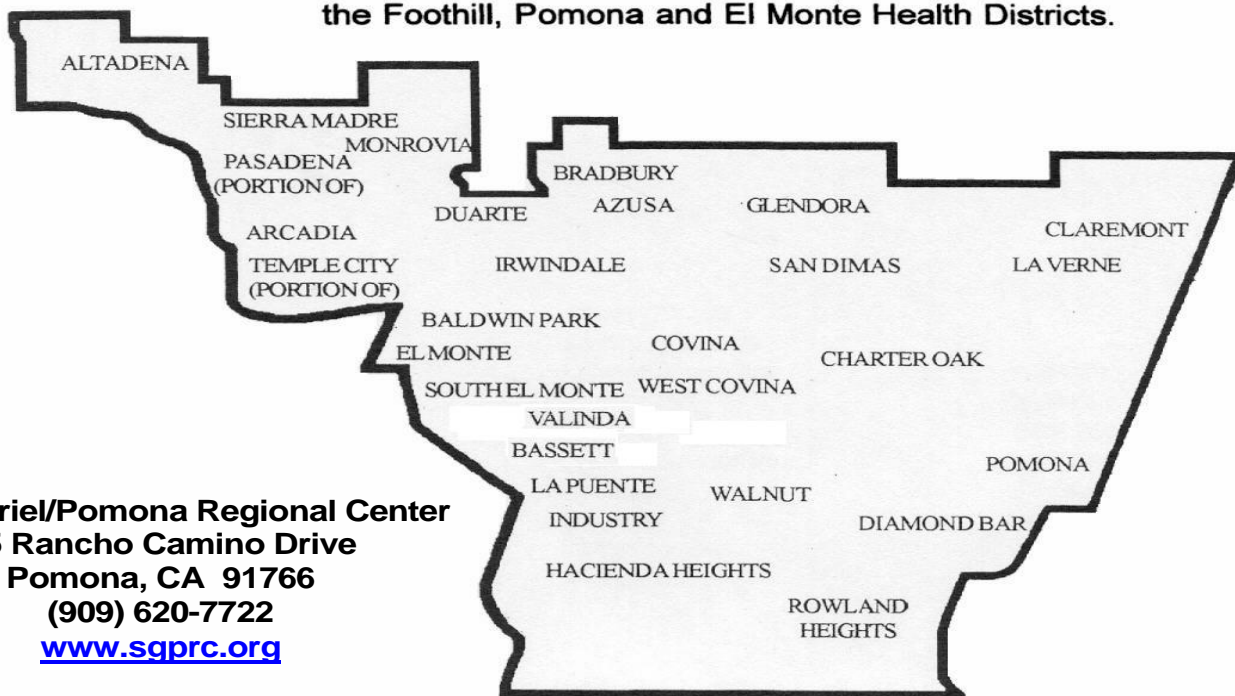 the Foothill, Pomona and El Monte Health Districts.
ALTADENA
SIERRA MADRE
MONROVIA
PASADENA
(PORTION OF)
BRADBURY
DUARTE
AZUSA
GLENDORA
ARCADIA
CLAREMONT
TEMPLE CITY
(PORTION OF)
IRWINDALE
SAN DIMAS
LA VERNE
BALDWIN PARK
COVINA
EL MONTE
CHARTER OAK
SOUTH EL MONTE
WEST COVINA
VALINDA
BASSETT
POMONA
LA PUENTE
WALNUT
INDUSTRY
DIAMOND BAR
HACIENDA HEIGHTS
ROWLAND
HEIGHTS
riel/Pomona Regional Center
Rancho Camino Drive
Pomona, CA 91766
(909) 620-7722
www.sgprc.org